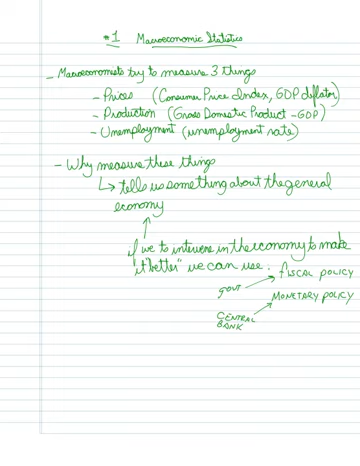 #1 Macroeconomic Statistics
- Macroeconomists try to measure 3 things
- Prices (Consumer Price Index, GDP deflator)
- Production (Gross Domestic Product - GDP)
- Unemployment (unemployment rate)
- Why measure these things
↳ tells us something about the general
economy
if we to intervene in the economy to make
it "better" we can use:
FISCAL POLICY
GOVT
MONETARY POLICY
CENTRAL
BANK